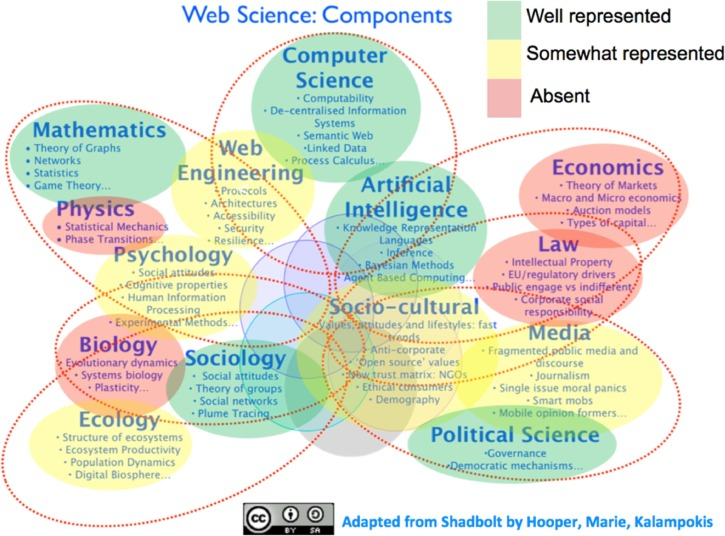 Web Science: Components
Well represented
Somewhat represented
Absent
Computer
Science
• Computability
• De-centralised Information
Systems
• Semantic Web
• Linked Data
• Process Calculus...
Mathematics
• Theory of Graphs
• Networks
• Statistics
• Game Theory...
Web
Engineering
• Protocols
• Architectures
• Accessibility
• Security
• Resilience...
Artificial
Intelligence
• Knowledge Representation
Languages
• Inference
• Bayesian Methods
• Agent Based Computing...
Economics
• Theory of Markets
• Macro and Micro economics
• Auction models
• Types of capital...
Physics
• Statistical Mechanics
• Phase Transitions...
Law
• Intellectual Property
• EU/regulatory drivers
• Public engage vs indifferent
• Corporate social
responsibility...
Psychology
• Social attitudes
• Cognitive properties
• Human Information
Processing
• Experimental Methods...
Socio-cultural
Values, attitudes and lifestyles: fast
trends
• Anti-corporate
• 'Open source' values
• New trust matrix: NGOs
• Ethical consumers
• Demography
Media
• Fragmented public media and
discourse
• Journalism
• Single issue moral panics
• Smart mobs
• Mobile opinion formers...
Biology
• Evolutionary dynamics
• Systems biology
• Plasticity...
Sociology
• Social attitudes
• Theory of groups
• Social networks
• Plume Tracing...
Ecology
• Structure of ecosystems
• Ecosystem Productivity
• Population Dynamics
• Digital Biosphere...
Political Science
• Governance
• Democratic mechanisms...
cc
BY SA
Adapted from Shadbolt by Hooper, Marie, Kalampokis